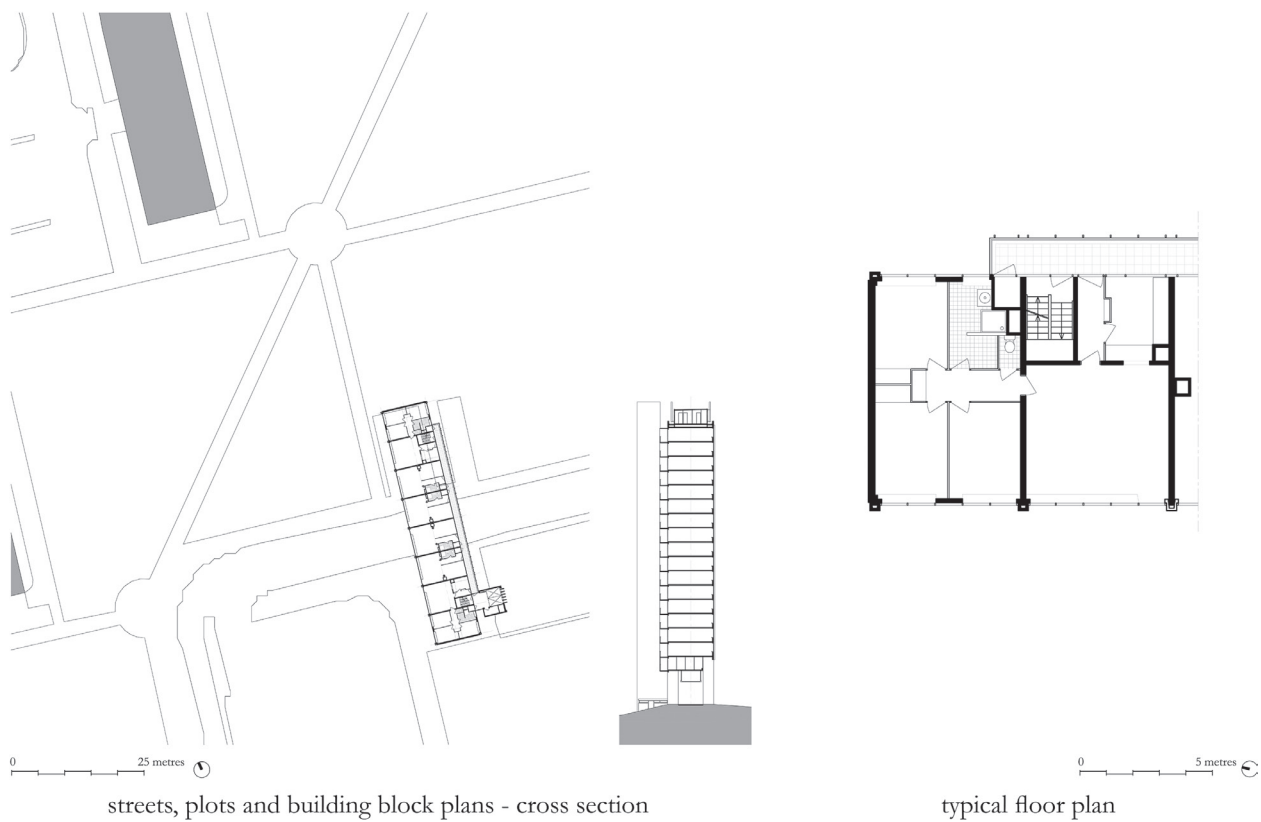 0 25 metres
0 5 metres
streets, plots and building block plans - cross section
typical floor plan